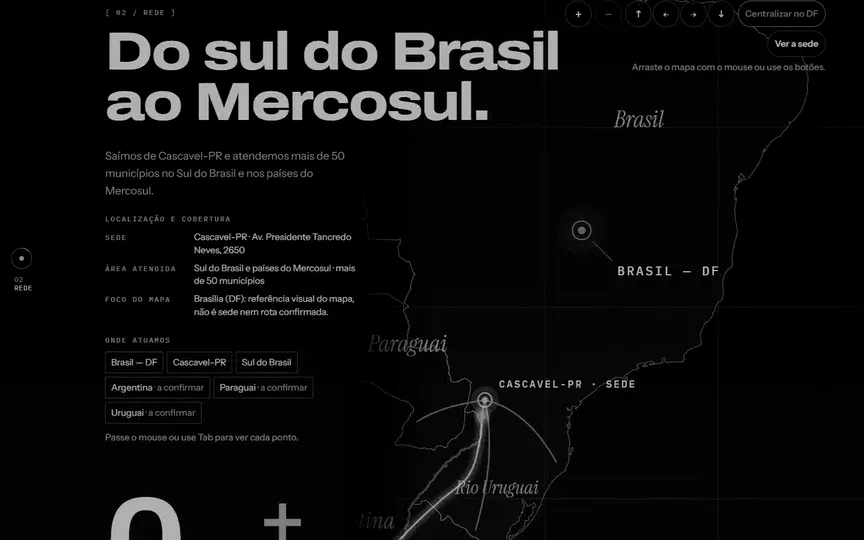 [ 02 / REDE ]
Do sul do Brasil
ao Mercosul.
Saímos de Cascavel-PR e atendemos mais de 50
municípios no Sul do Brasil e nos países do
Mercosul.
LOCALIZAÇÃO E COBERTURA
SEDE
Cascavel-PR · Av. Presidente Tancredo
Neves, 2650
ÁREA ATENDIDA
Sul do Brasil e países do Mercosul · mais
de 50 municípios
FOCO DO MAPA
Brasília (DF): referência visual do mapa,
não é sede nem rota confirmada.
ONDE ATUAMOS
Brasil — DF
Cascavel-PR
Sul do Brasil
Argentina · a confirmar
Paraguai · a confirmar
Uruguai · a confirmar
Passe o mouse ou use Tab para ver cada ponto.
0 +
02
REDE
+ − ↑ ← → ↓ Centralizar no DF
Ver a sede
Arraste o mapa com o mouse ou use os botões.
Brasil
BRASIL — DF
Paraguai
CASCAVEL-PR · SEDE
Rio Uruguai
tina